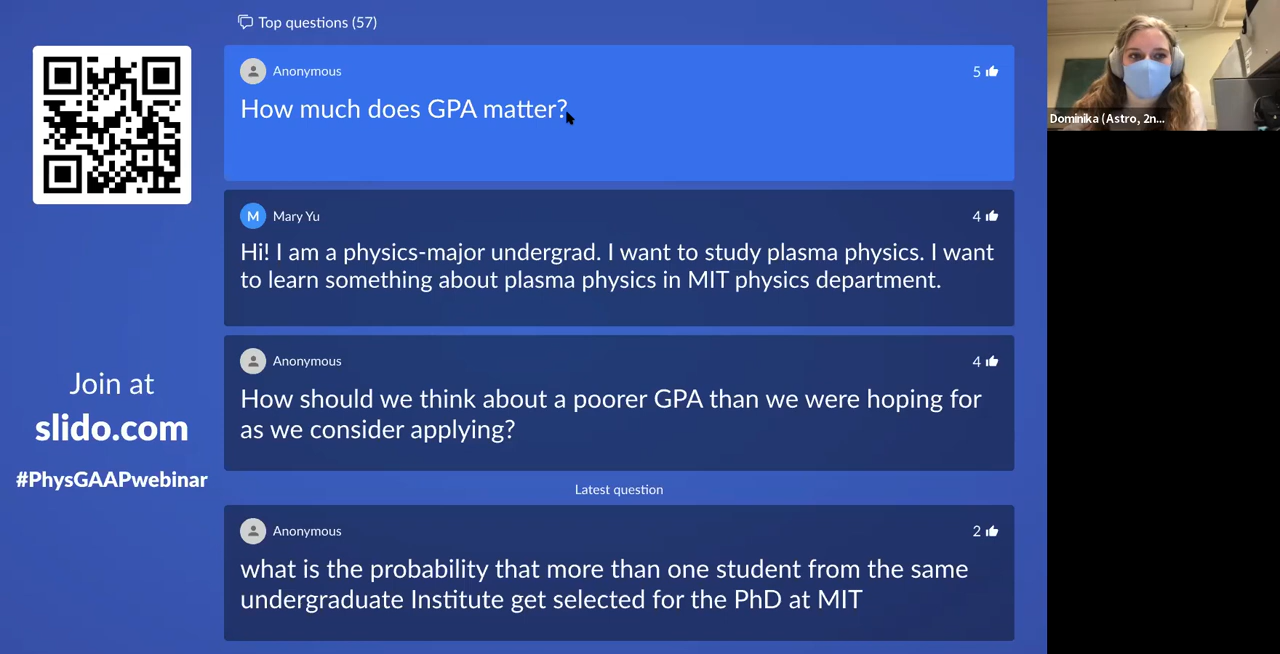 Top questions (57)
Anonymous
5
How much does GPA matter?
M
Mary Yu
4
Hi! I am a physics-major undergrad. I want to study plasma physics. I want
to learn something about plasma physics in MIT physics department.
Anonymous
4
How should we think about a poorer GPA than we were hoping for
as we consider applying?
Latest question
Anonymous
2
what is the probability that more than one student from the same
undergraduate Institute get selected for the PhD at MIT
Join at
slido.com
#PhysGAAPwebinar
Dominika (Astro, 2n...